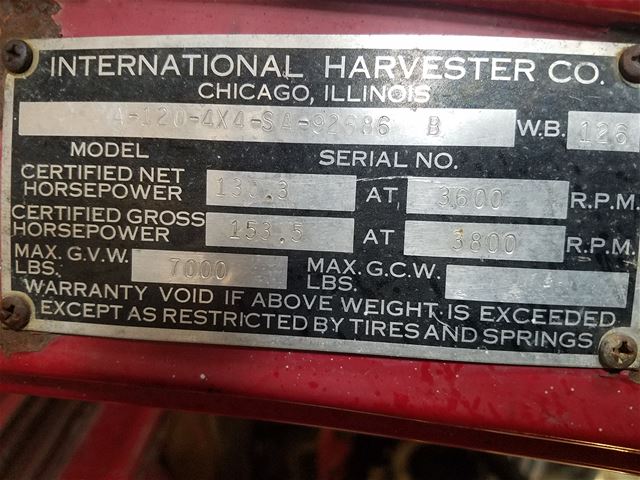 INTERNATIONAL HARVESTER CO.
CHICAGO, ILLINOIS
A-120-4X4-SA-92686 B W.B. 126
MODEL SERIAL NO.
CERTIFIED NET HORSEPOWER 130.3 AT 3600 R.P.M.
CERTIFIED GROSS HORSEPOWER 153.5 AT 3800 R.P.M.
MAX. G.V.W. LBS. 7000 MAX. G.C.W. LBS.
WARRANTY VOID IF ABOVE WEIGHT IS EXCEEDED
EXCEPT AS RESTRICTED BY TIRES AND SPRINGS